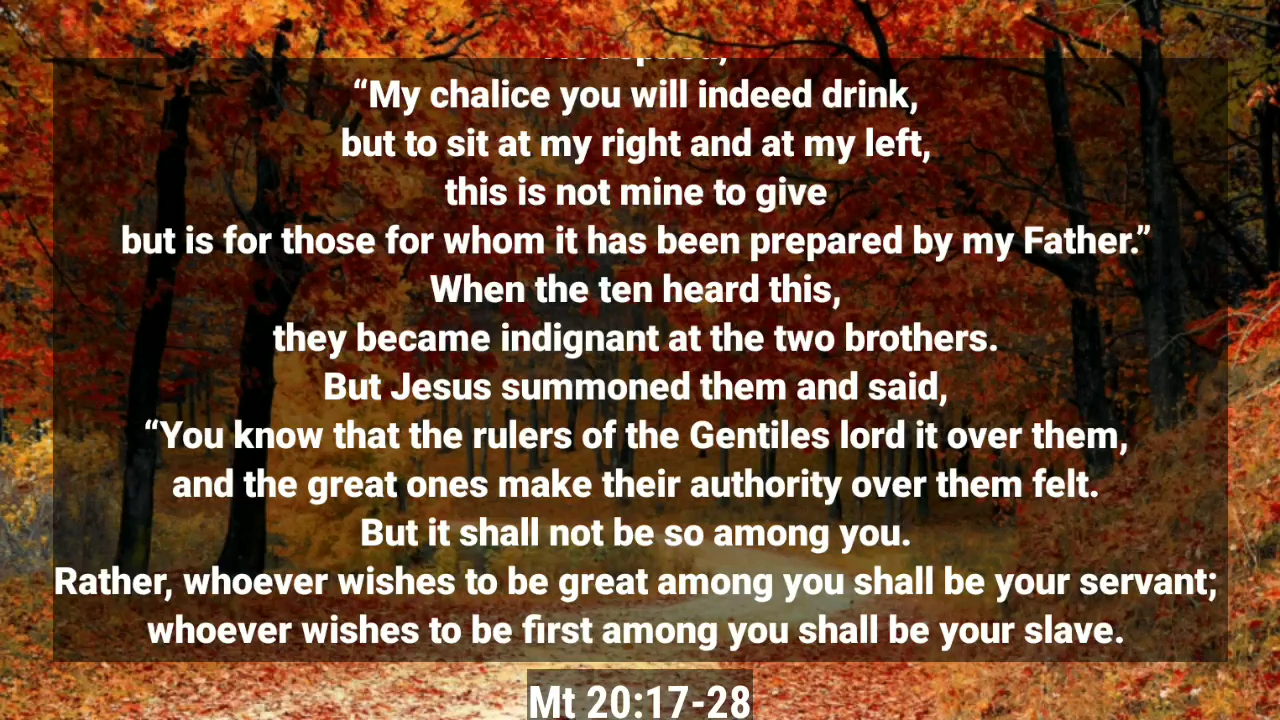 “My chalice you will indeed drink,
but to sit at my right and at my left,
this is not mine to give
but is for those for whom it has been prepared by my Father.”
When the ten heard this,
they became indignant at the two brothers.
But Jesus summoned them and said,
“You know that the rulers of the Gentiles lord it over them,
and the great ones make their authority over them felt.
But it shall not be so among you.
Rather, whoever wishes to be great among you shall be your servant;
whoever wishes to be first among you shall be your slave.
Mt 20:17-28